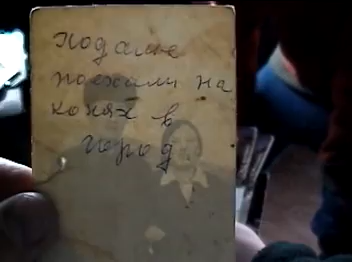 поехали на
конях в
город